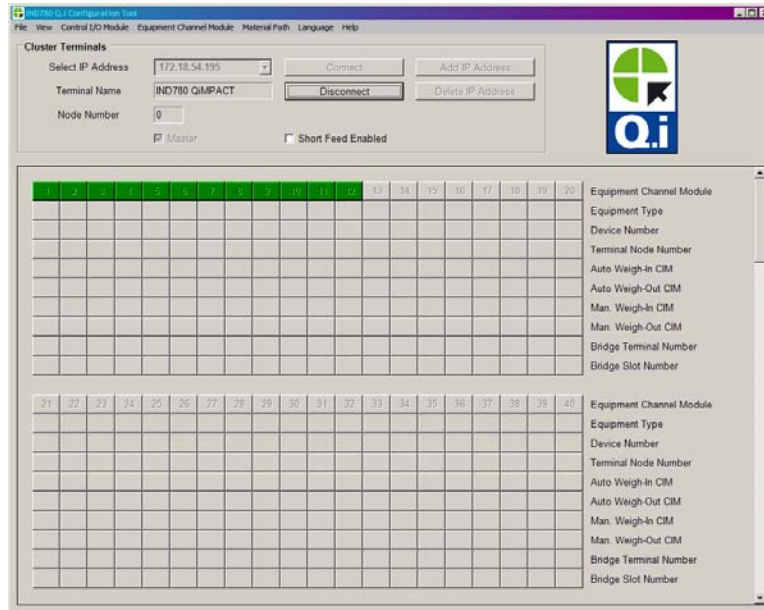 IND780 Q.i Configuration Tool
File View Control I/O Module Equipment Channel Module Material Path Language Help
Cluster Terminals
Select IP Address 172.18.54.195 Connect Add IP Address
Terminal Name IND780 QiMPACT Disconnect Delete IP Address
Node Number 0
Master Short Feed Enabled
Q.i
1 2 3 4 5 6 7 8 9 10 11 12 13 14 15 16 17 18 19 20 Equipment Channel Module
Equipment Type
Device Number
Terminal Node Number
Auto Weigh-In CIM
Auto Weigh-Out CIM
Man. Weigh-In CIM
Man. Weigh-Out CIM
Bridge Terminal Number
Bridge Slot Number
21 22 23 24 25 26 27 28 29 30 31 32 33 34 35 36 37 38 39 40 Equipment Channel Module
Equipment Type
Device Number
Terminal Node Number
Auto Weigh-In CIM
Auto Weigh-Out CIM
Man. Weigh-In CIM
Man. Weigh-Out CIM
Bridge Terminal Number
Bridge Slot Number